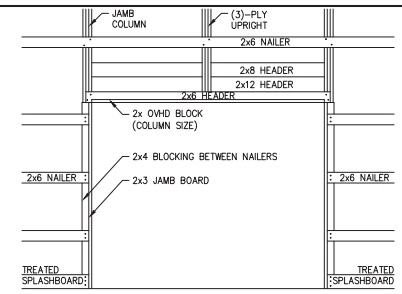 JAMB
COLUMN
(3)-PLY
UPRIGHT
2x6 NAILER
2x8 HEADER
2x12 HEADER
2x6 HEADER
2x OVHD BLOCK
(COLUMN SIZE)
2x4 BLOCKING BETWEEN NAILERS
2x6 NAILER
2x3 JAMB BOARD
2x6 NAILER
TREATED
SPLASHBOARD
TREATED
SPLASHBOARD